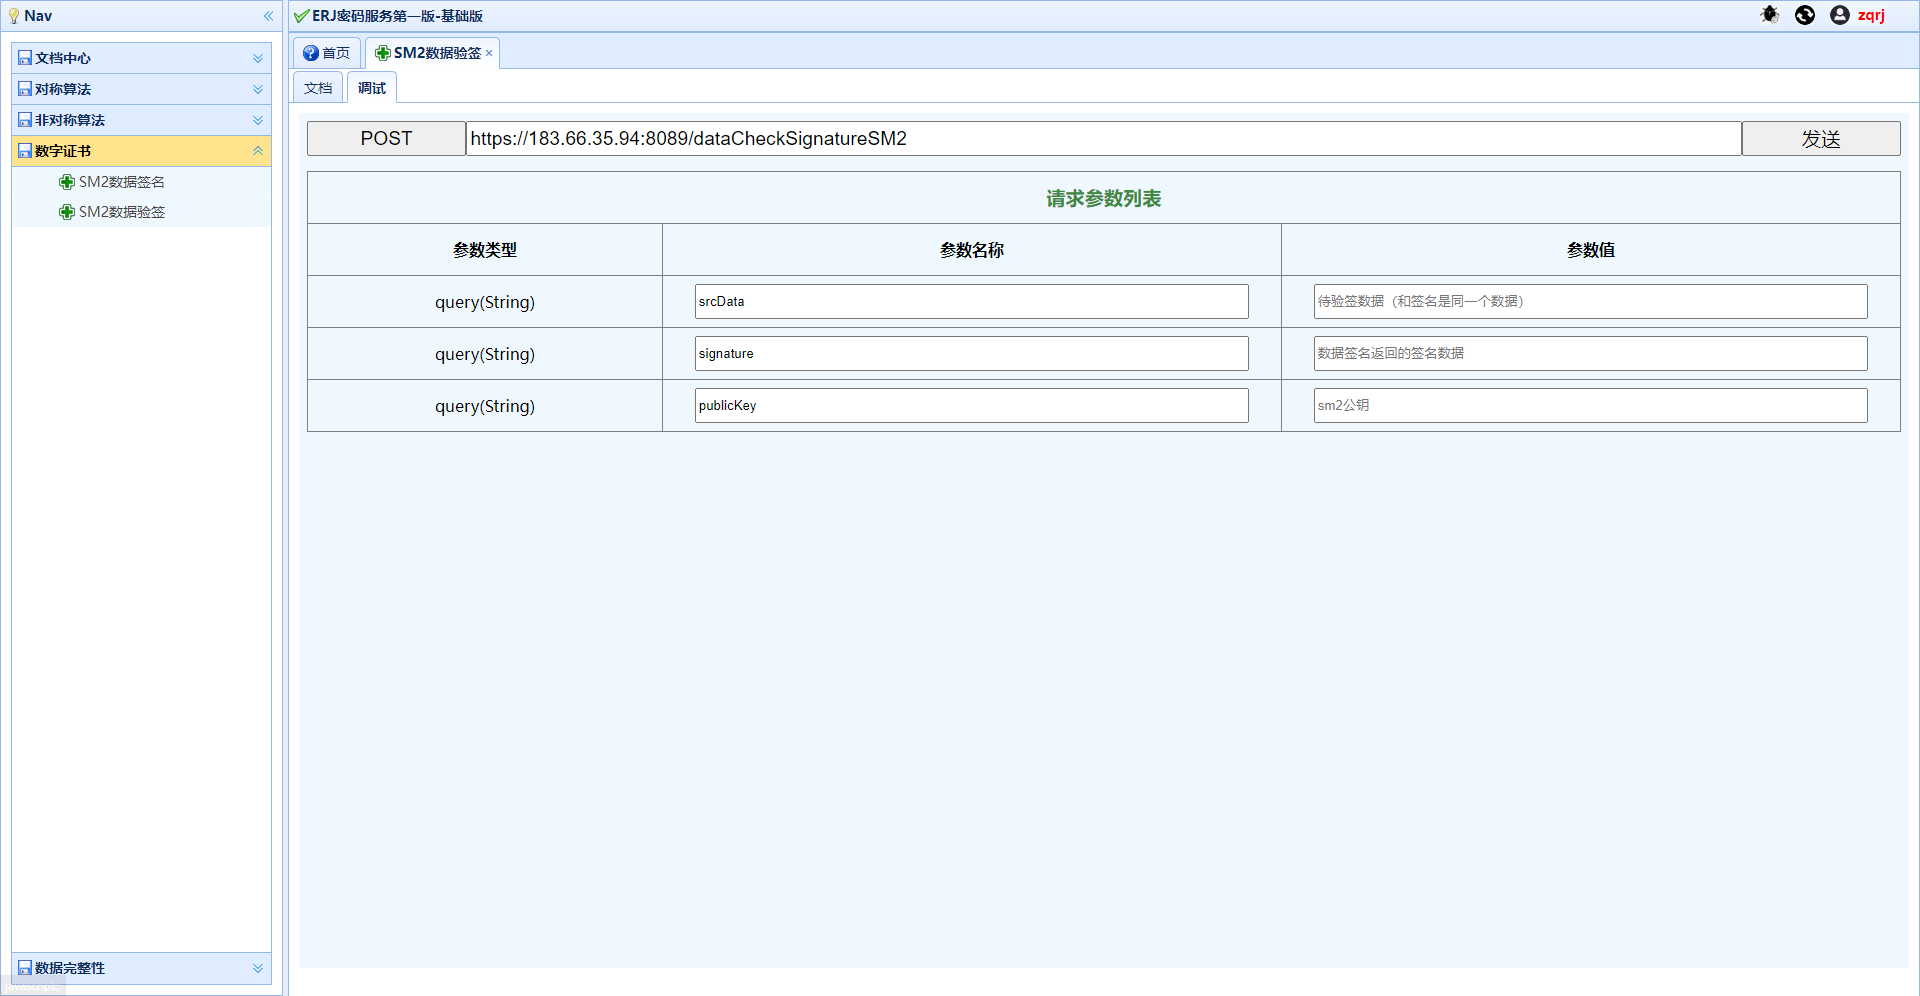 Nav
文档中心
对称算法
非对称算法
数字证书
SM2数据签名
SM2数据验签
数据完整性
javascript:;
ERJ密码服务第一版-基础版
zqrj
首页
SM2数据验签
文档
调试
POST
https://183.66.35.94:8089/dataCheckSignatureSM2
发送
请求参数列表
参数类型 参数名称 参数值
query(String) srcData 待验签数据（和签名是同一个数据）
query(String) signature 数据签名返回的签名数据
query(String) publicKey sm2公钥